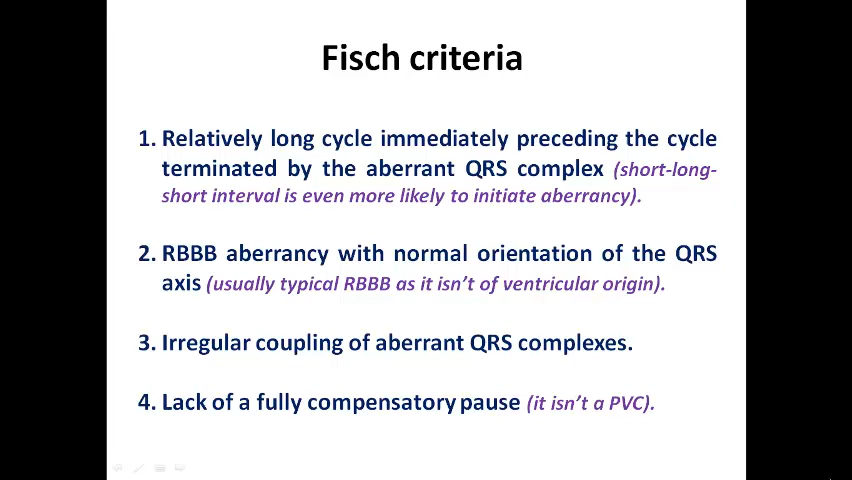 Fisch criteria
1. Relatively long cycle immediately preceding the cycle
terminated by the aberrant QRS complex (short-long-
short interval is even more likely to initiate aberrancy).
2. RBBB aberrancy with normal orientation of the QRS
axis (usually typical RBBB as it isn’t of ventricular origin).
3. Irregular coupling of aberrant QRS complexes.
4. Lack of a fully compensatory pause (it isn’t a PVC).